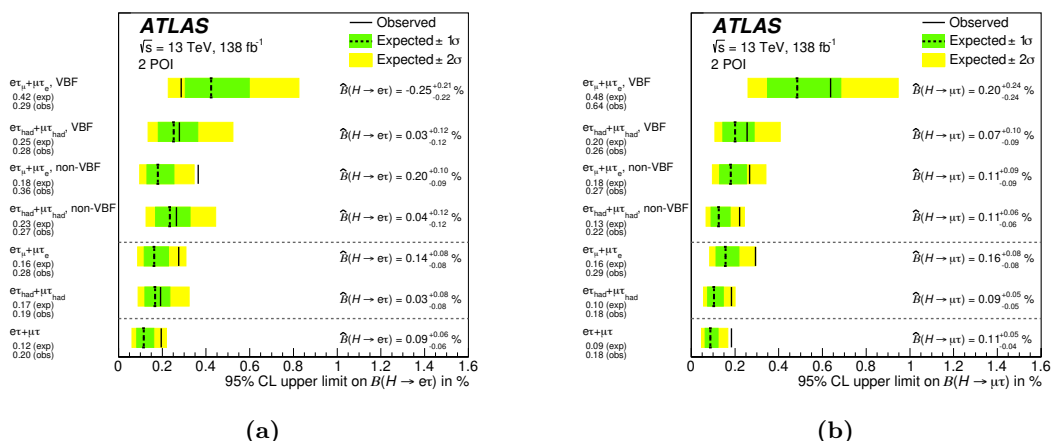 ATLAS
√s = 13 TeV, 138 fb⁻¹
2 POI
Observed
Expected ± 1σ
Expected ± 2σ
eτ_μ+μτ_e, VBF
0.42 (exp)
0.29 (obs)
B̂(H → eτ) = -0.25 +0.21 -0.22 %
eτ_had+μτ_had, VBF
0.25 (exp)
0.28 (obs)
B̂(H → eτ) = 0.03 +0.12 -0.12 %
eτ_μ+μτ_e, non-VBF
0.18 (exp)
0.36 (obs)
B̂(H → eτ) = 0.20 +0.10 -0.09 %
eτ_had+μτ_had, non-VBF
0.23 (exp)
0.27 (obs)
B̂(H → eτ) = 0.04 +0.12 -0.12 %
eτ_μ+μτ_e
0.16 (exp)
0.28 (obs)
B̂(H → eτ) = 0.14 +0.08 -0.08 %
eτ_had+μτ_had
0.17 (exp)
0.19 (obs)
B̂(H → eτ) = 0.03 +0.08 -0.08 %
eτ+μτ
0.12 (exp)
0.20 (obs)
B̂(H → eτ) = 0.09 +0.06 -0.06 %
0 0.2 0.4 0.6 0.8 1 1.2 1.4 1.6
95% CL upper limit on B(H → eτ) in %
(a)
ATLAS
√s = 13 TeV, 138 fb⁻¹
2 POI
Observed
Expected ± 1σ
Expected ± 2σ
eτ_μ+μτ_e, VBF
0.48 (exp)
0.64 (obs)
B̂(H → μτ) = 0.20 +0.24 -0.24 %
eτ_had+μτ_had, VBF
0.20 (exp)
0.26 (obs)
B̂(H → μτ) = 0.07 +0.10 -0.09 %
eτ_μ+μτ_e, non-VBF
0.18 (exp)
0.27 (obs)
B̂(H → μτ) = 0.11 +0.09 -0.09 %
eτ_had+μτ_had, non-VBF
0.13 (exp)
0.22 (obs)
B̂(H → μτ) = 0.11 +0.06 -0.06 %
eτ_μ+μτ_e
0.16 (exp)
0.29 (obs)
B̂(H → μτ) = 0.16 +0.08 -0.08 %
eτ_had+μτ_had
0.10 (exp)
0.18 (obs)
B̂(H → μτ) = 0.09 +0.05 -0.05 %
eτ+μτ
0.09 (exp)
0.18 (obs)
B̂(H → μτ) = 0.11 +0.05 -0.04 %
0 0.2 0.4 0.6 0.8 1 1.2 1.4 1.6
95% CL upper limit on B(H → μτ) in %
(b)